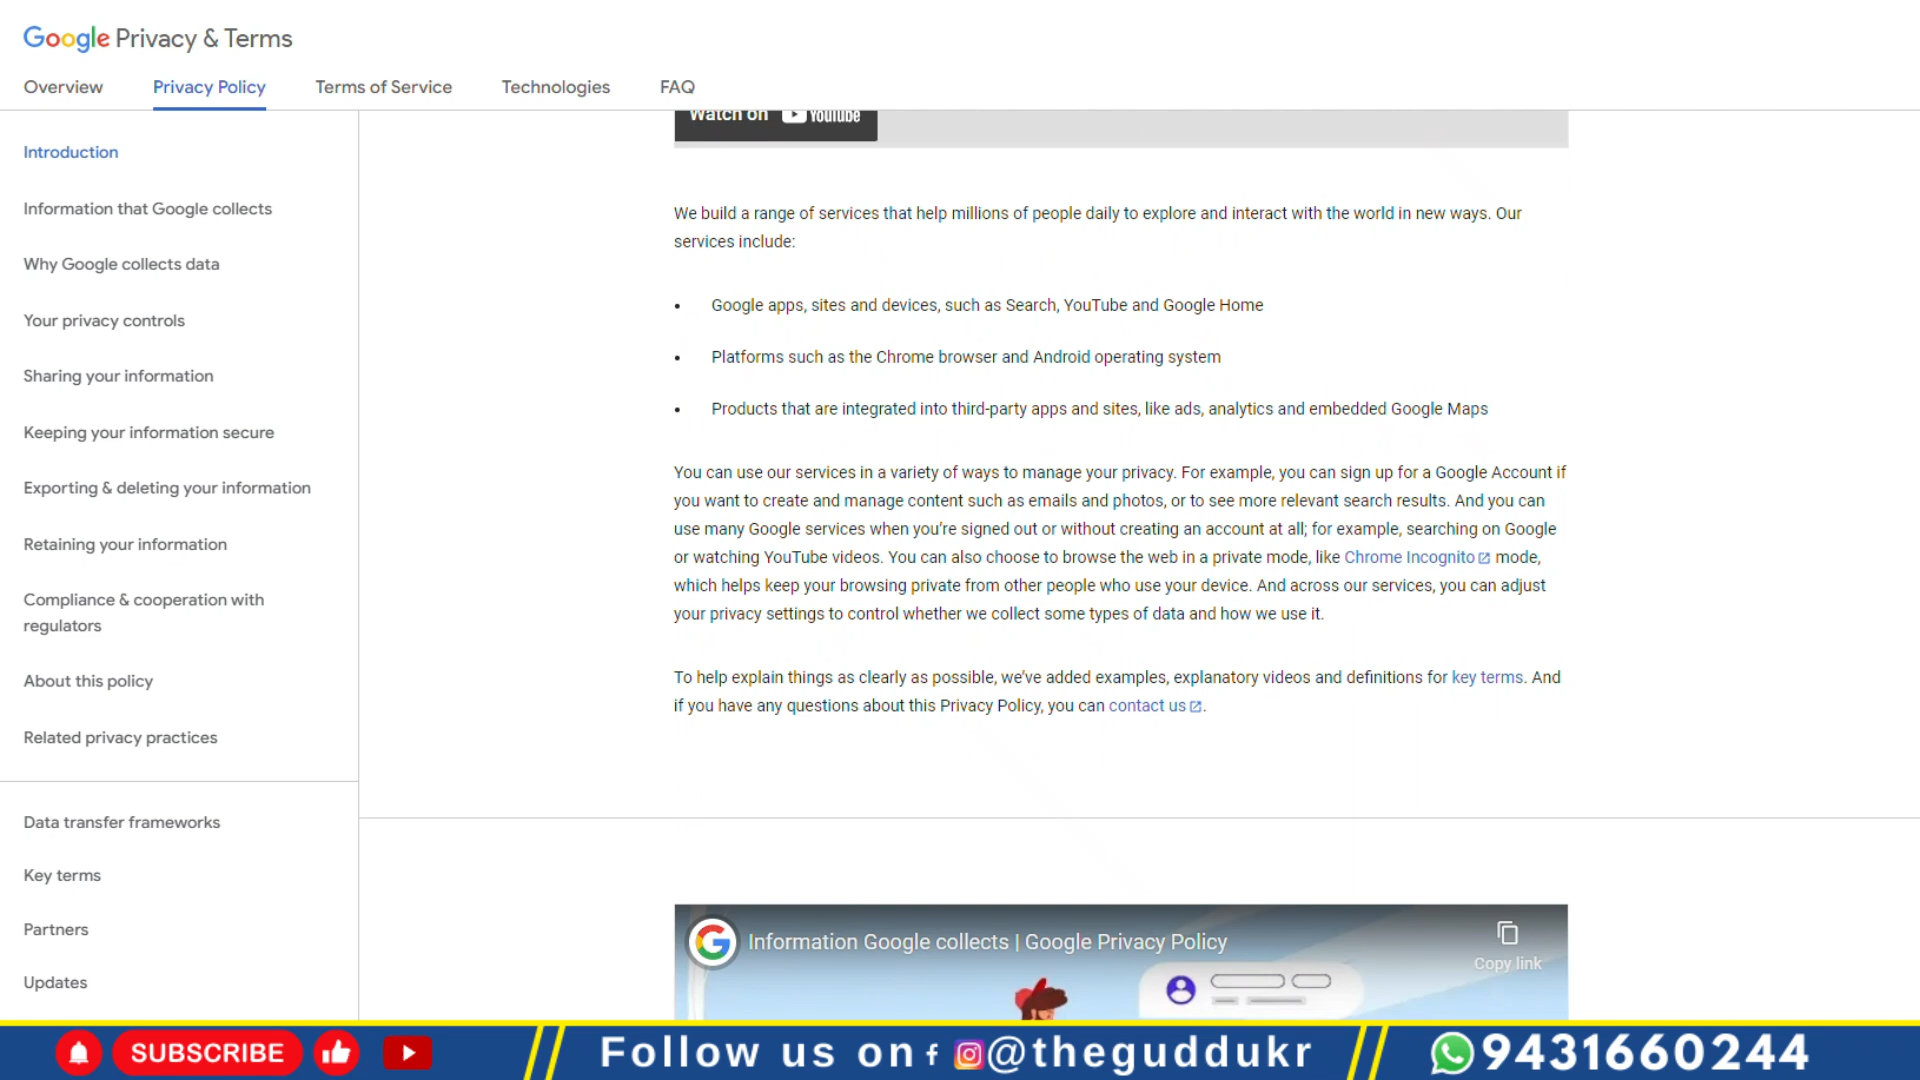 Google Privacy & Terms
Overview
Privacy Policy
Terms of Service
Technologies
FAQ
Introduction
Information that Google collects
Why Google collects data
Your privacy controls
Sharing your information
Keeping your information secure
Exporting & deleting your information
Retaining your information
Compliance & cooperation with
regulators
About this policy
Related privacy practices
Data transfer frameworks
Key terms
Partners
Updates
Watch on YouTube
We build a range of services that help millions of people daily to explore and interact with the world in new ways. Our
services include:
• Google apps, sites and devices, such as Search, YouTube and Google Home
• Platforms such as the Chrome browser and Android operating system
• Products that are integrated into third-party apps and sites, like ads, analytics and embedded Google Maps
You can use our services in a variety of ways to manage your privacy. For example, you can sign up for a Google Account if
you want to create and manage content such as emails and photos, or to see more relevant search results. And you can
use many Google services when you’re signed out or without creating an account at all; for example, searching on Google
or watching YouTube videos. You can also choose to browse the web in a private mode, like Chrome Incognito mode,
which helps keep your browsing private from other people who use your device. And across our services, you can adjust
your privacy settings to control whether we collect some types of data and how we use it.
To help explain things as clearly as possible, we’ve added examples, explanatory videos and definitions for key terms. And
if you have any questions about this Privacy Policy, you can contact us.
Information Google collects | Google Privacy Policy
Copy link
SUBSCRIBE
Follow us on f @theguddukr
9431660244